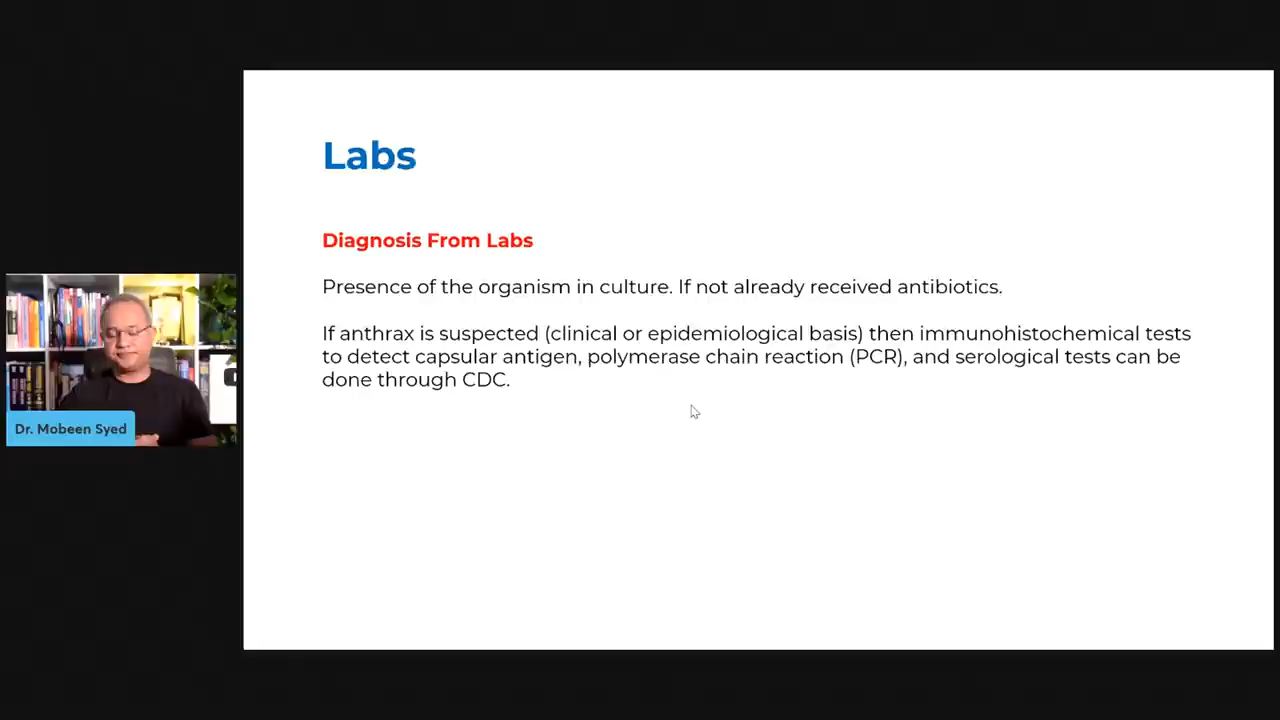 Labs
Diagnosis From Labs
Presence of the organism in culture. If not already received antibiotics.
If anthrax is suspected (clinical or epidemiological basis) then immunohistochemical tests
to detect capsular antigen, polymerase chain reaction (PCR), and serological tests can be
done through CDC.
Dr. Mobeen Syed